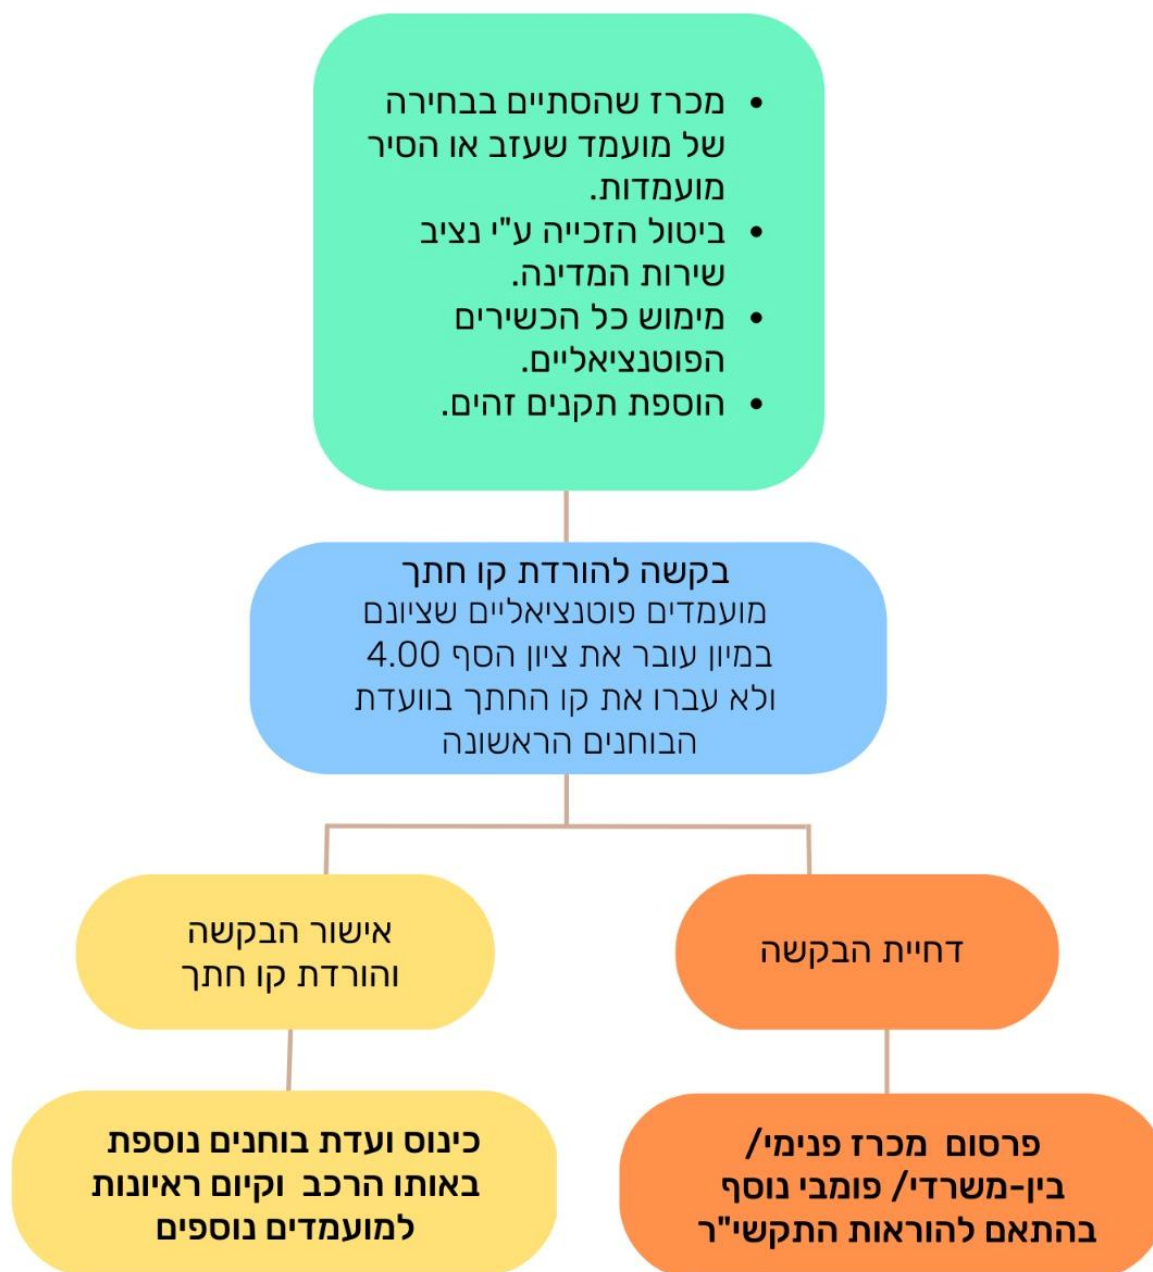 • מכרז שהסתיים בבחירה
של מועמד שעזב או הסיר
מועמדות.
• ביטול הזכייה ע"י נציב
שירות המדינה.
• מימוש כל הכשירים
הפוטנציאליים.
• הוספת תקנים זהים.
בקשה להורדת קו חתך
מועמדים פוטנציאליים שציונם
במיון עובר את ציון הסף 4.00
ולא עברו את קו החתך בוועדת
הבוחנים הראשונה
דחיית הבקשה
אישור הבקשה
והורדת קו חתך
פרסום מכרז פנימי/
בין-משרדי/ פומבי נוסף
בהתאם להוראות התקשי"ר
כינוס ועדת בוחנים נוספת
באותו הרכב וקיום ראיונות
למועמדים נוספים